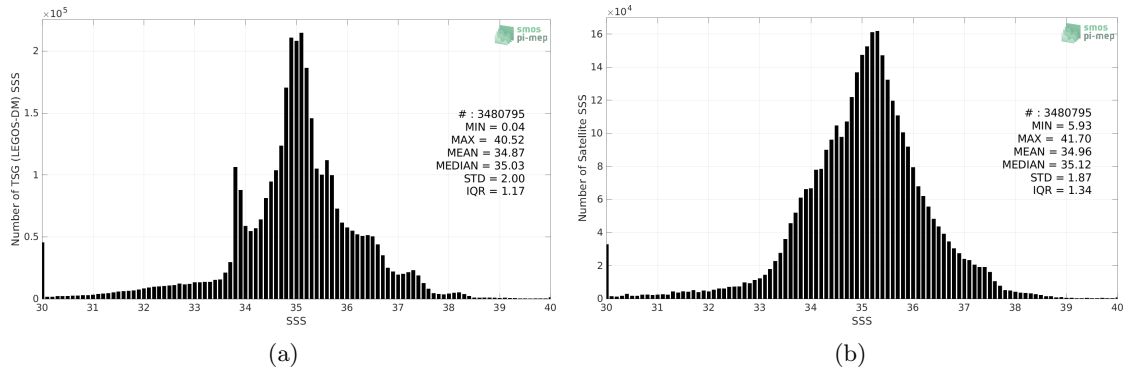 ×10⁵
smos
pi-mep
2
1.5
1
0.5
0
Number of TSG (LEGOS-DM) SSS
# : 3480795
MIN = 0.04
MAX = 40.52
MEAN = 34.87
MEDIAN = 35.03
STD = 2.00
IQR = 1.17
30 31 32 33 34 35 36 37 38 39 40
SSS
(a)
×10⁴
smos
pi-mep
16
14
12
10
8
6
4
2
0
Number of Satellite SSS
# : 3480795
MIN = 5.93
MAX = 41.70
MEAN = 34.96
MEDIAN = 35.12
STD = 1.87
IQR = 1.34
30 31 32 33 34 35 36 37 38 39 40
SSS
(b)